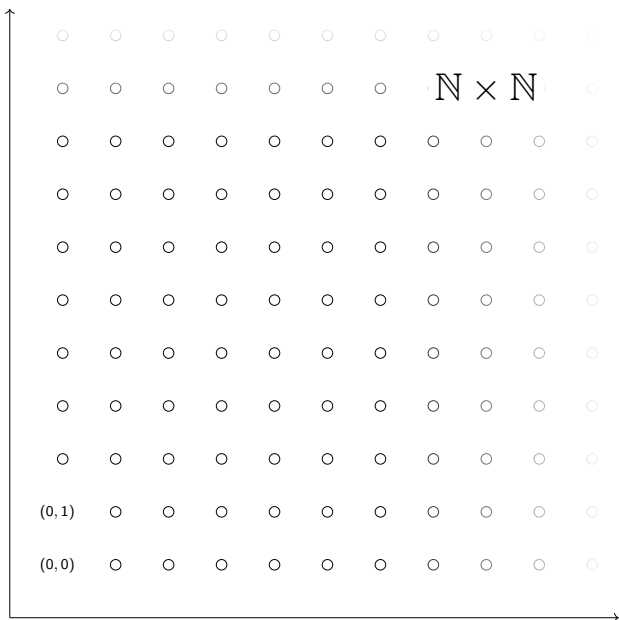 ℕ × ℕ
(0, 1)
(0, 0)